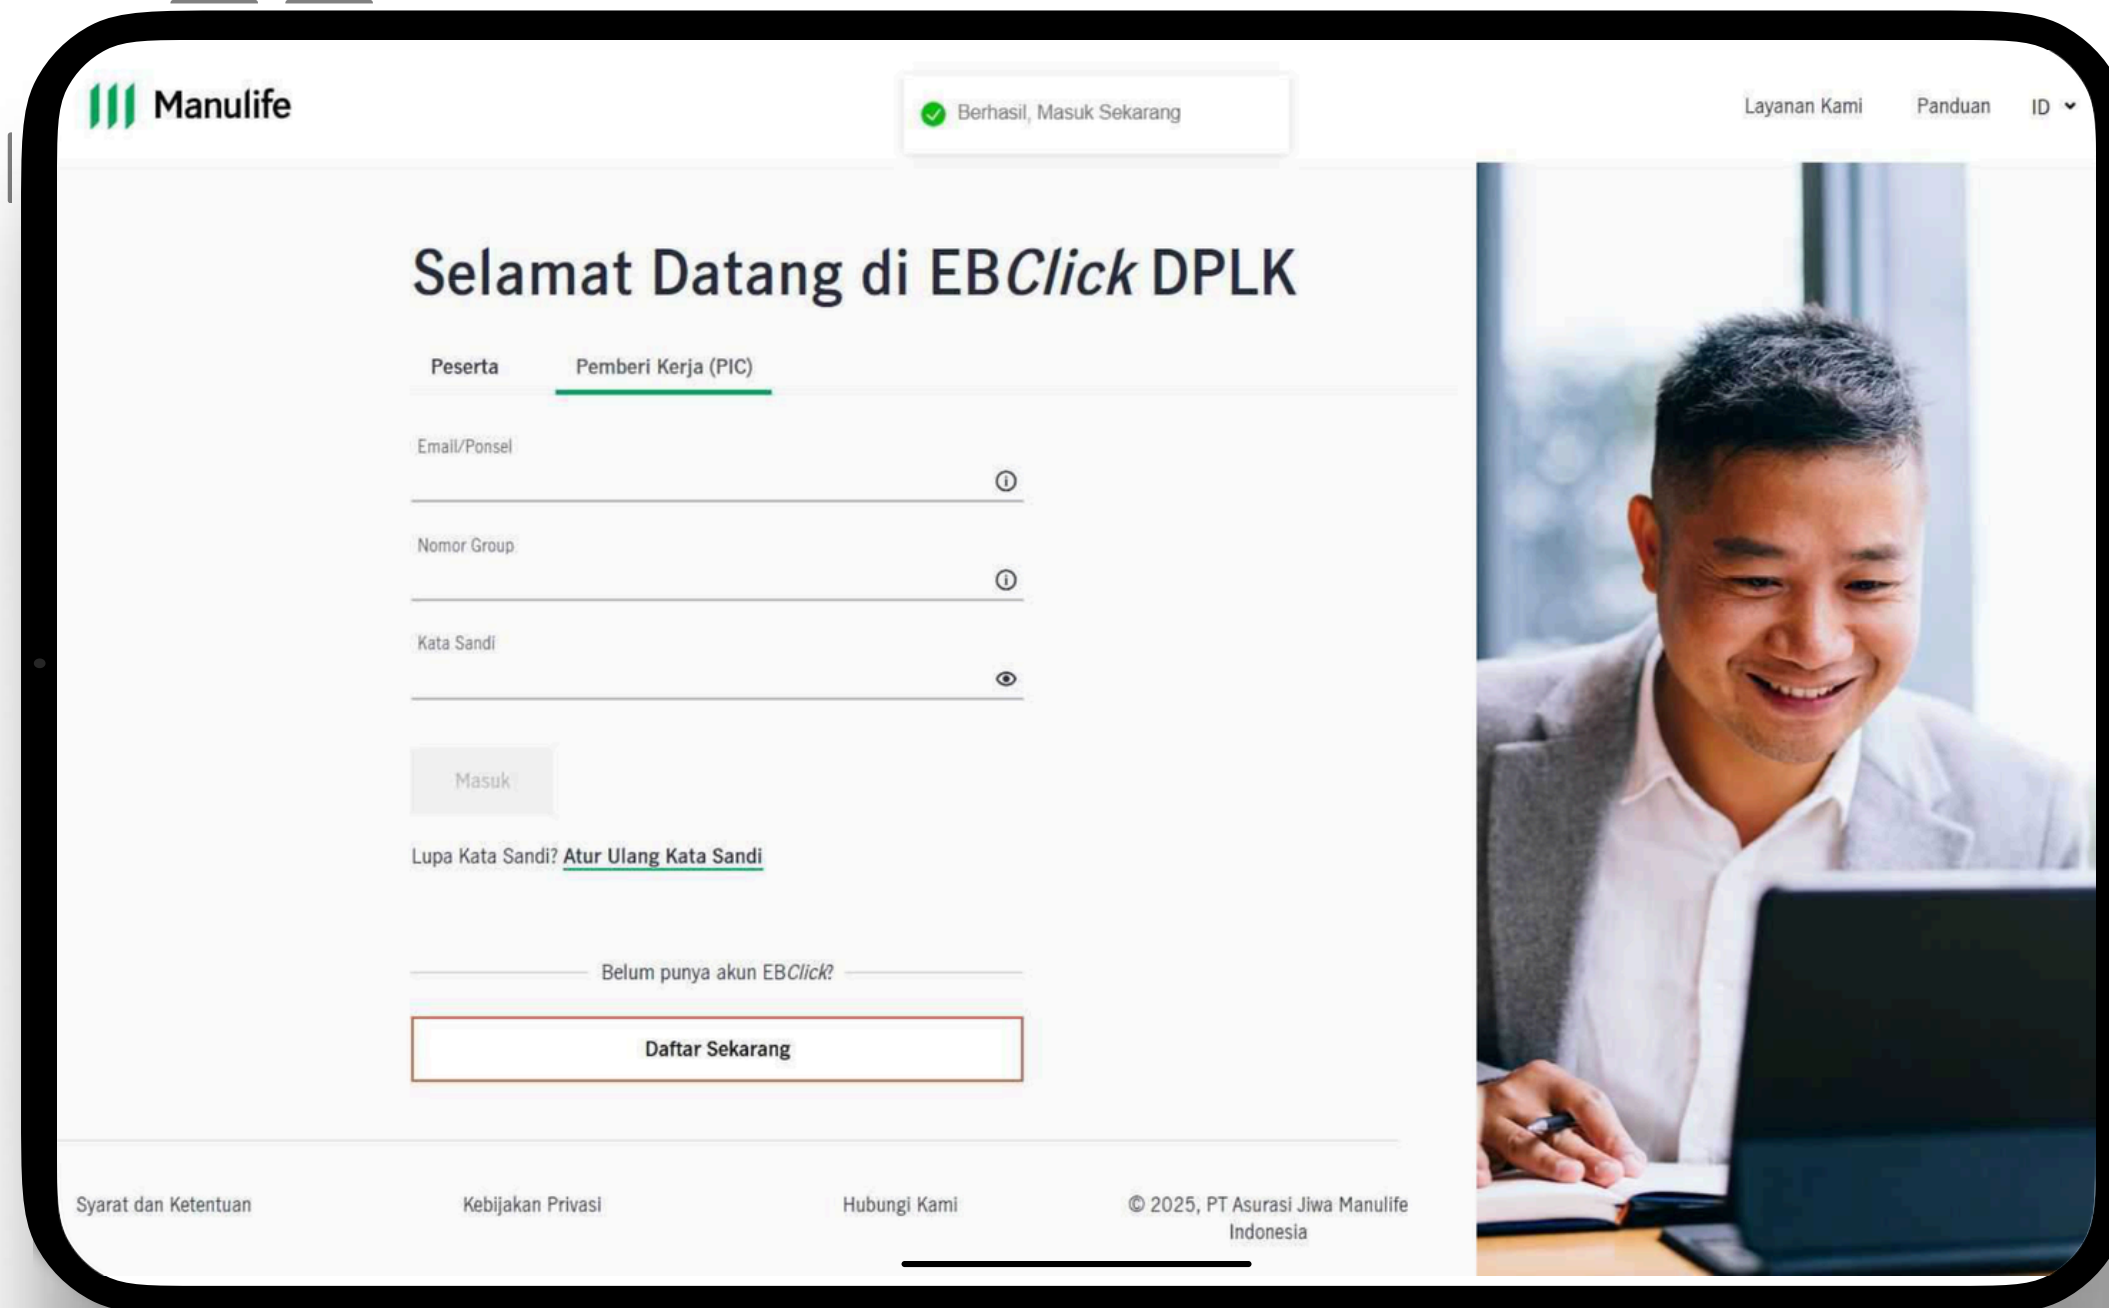 Manulife
Berhasil, Masuk Sekarang
Layanan Kami
Panduan
ID
Selamat Datang di EBClick DPLK
Peserta
Pemberi Kerja (PIC)
Email/Ponsel
Nomor Group
Kata Sandi
Masuk
Lupa Kata Sandi? Atur Ulang Kata Sandi
Belum punya akun EBClick?
Daftar Sekarang
Syarat dan Ketentuan
Kebijakan Privasi
Hubungi Kami
© 2025, PT Asurasi Jiwa Manulife
Indonesia